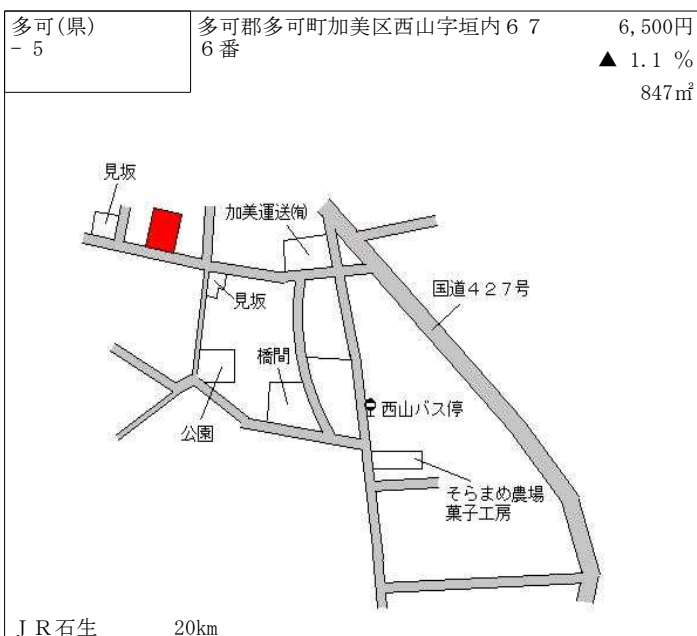 多可(県)
- 5
多可郡多可町加美区西山字垣内６７
６番
6,500円
▲ 1.1 %
847㎡
見坂
加美運送㈲
国道４２７号
見坂
橋間
西山バス停
公園
そらまめ農場
菓子工房
ＪＲ石生 20km